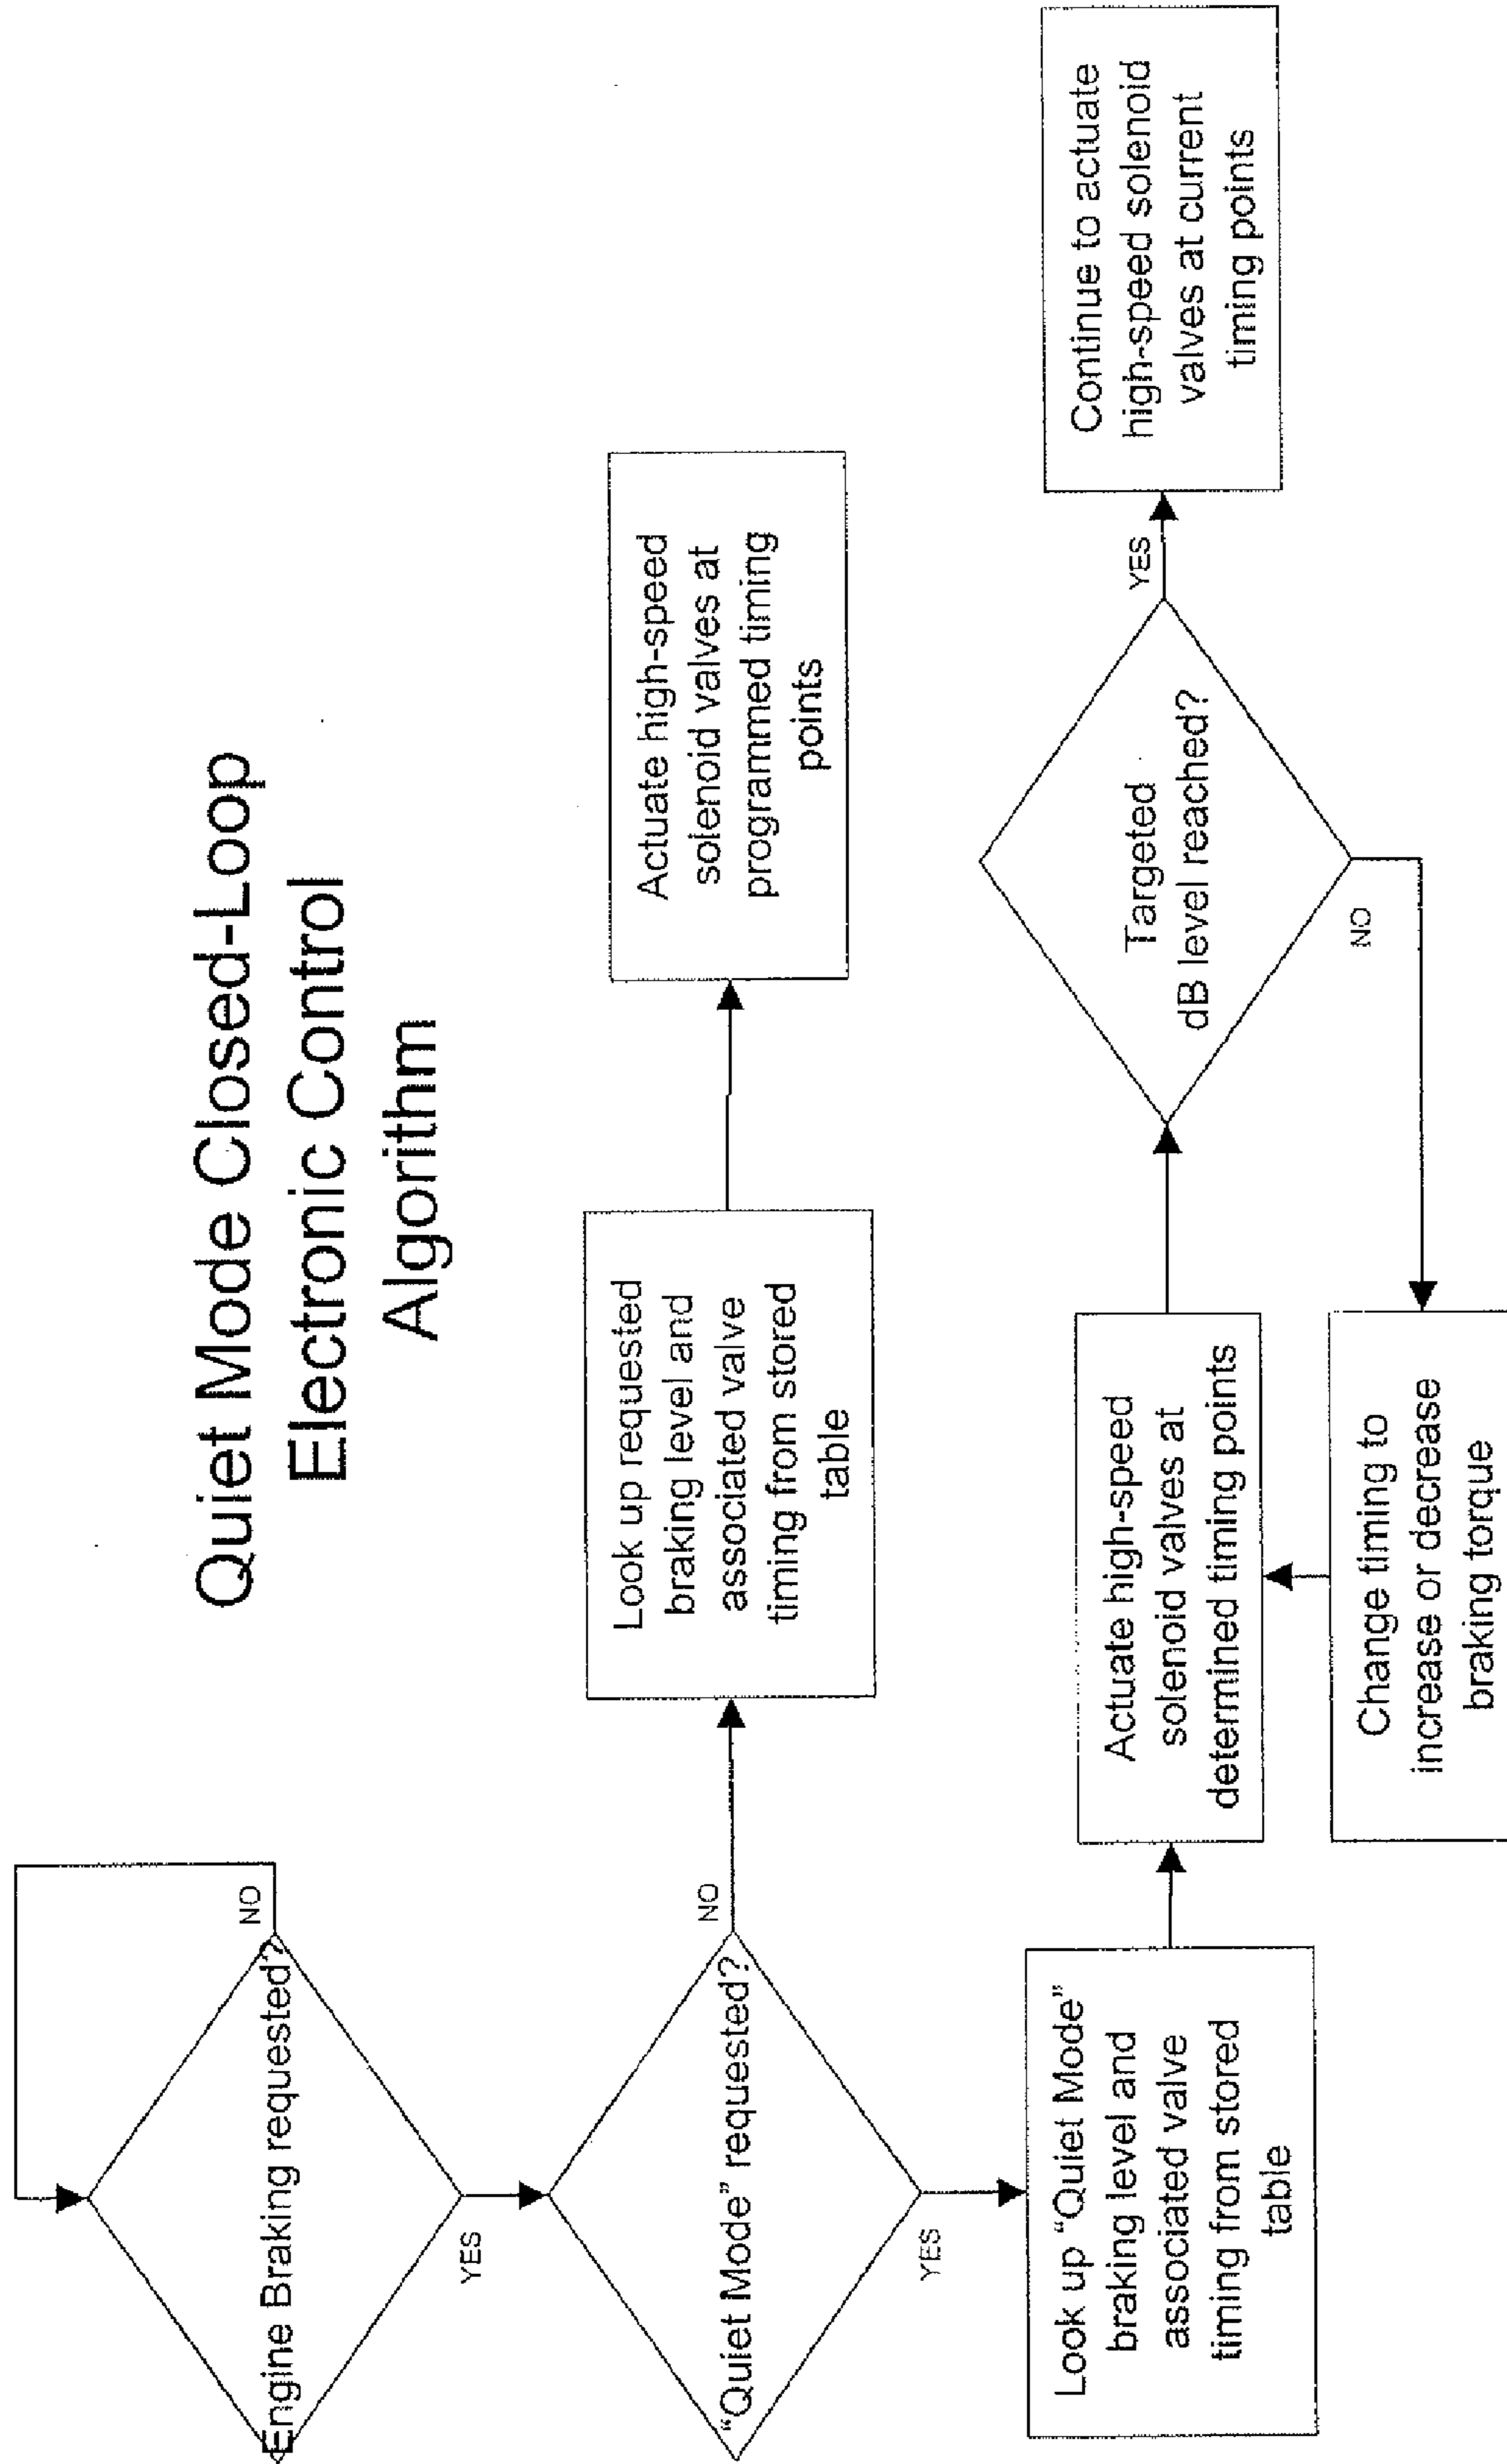 Quiet Mode Closed-Loop
Electronic Control
Algorithm
Engine Braking requested?
NO
YES
“Quiet Mode” requested?
NO
Look up requested
braking level and
associated valve
timing from stored
table
Actuate high-speed
solenoid valves at
programmed timing
points
YES
Look up “Quiet Mode”
braking level and
associated valve
timing from stored
table
Actuate high-speed
solenoid valves at
determined timing points
Targeted
dB level reached?
YES
Continue to actuate
high-speed solenoid
valves at current
timing points
NO
Change timing to
increase or decrease
braking torque